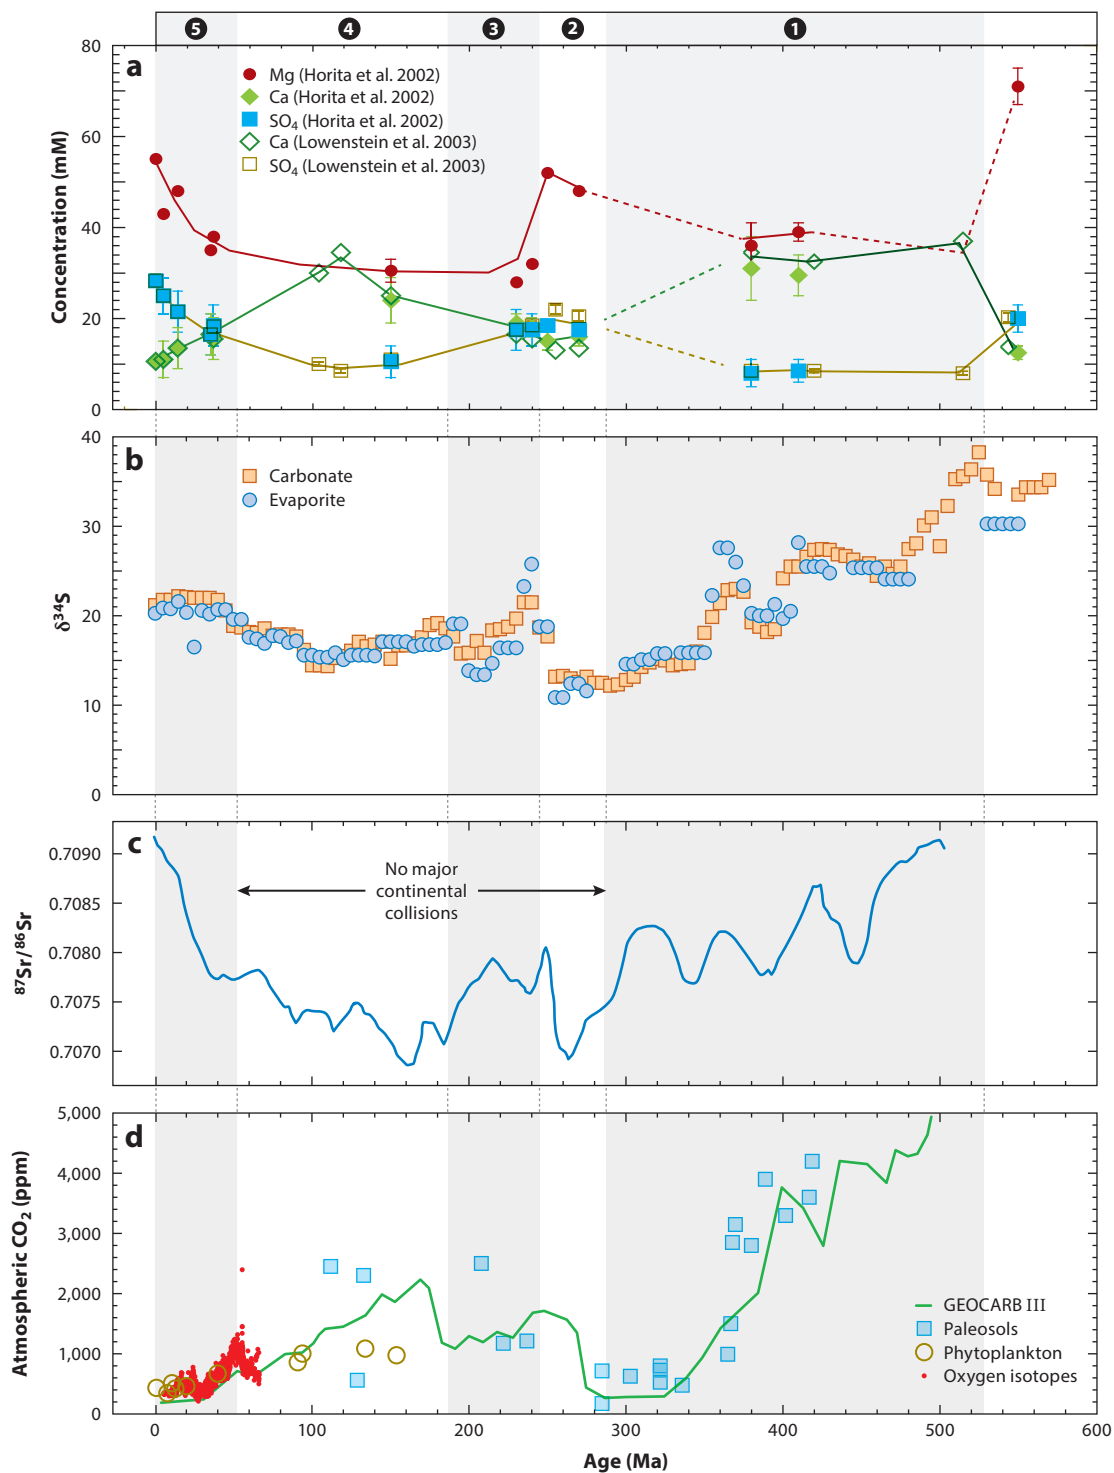 5 4 3 2 1
a
80
60
40
20
0
Concentration (mM)
Mg (Horita et al. 2002)
Ca (Horita et al. 2002)
SO4 (Horita et al. 2002)
Ca (Lowenstein et al. 2003)
SO4 (Lowenstein et al. 2003)
b
40
30
20
10
0
δ34S
Carbonate
Evaporite
c
0.7090
0.7085
0.7080
0.7075
0.7070
87Sr/86Sr
No major
continental
collisions
d
5,000
4,000
3,000
2,000
1,000
0
Atmospheric CO2 (ppm)
GEOCARB III
Paleosols
Phytoplankton
Oxygen isotopes
0 100 200 300 400 500 600
Age (Ma)